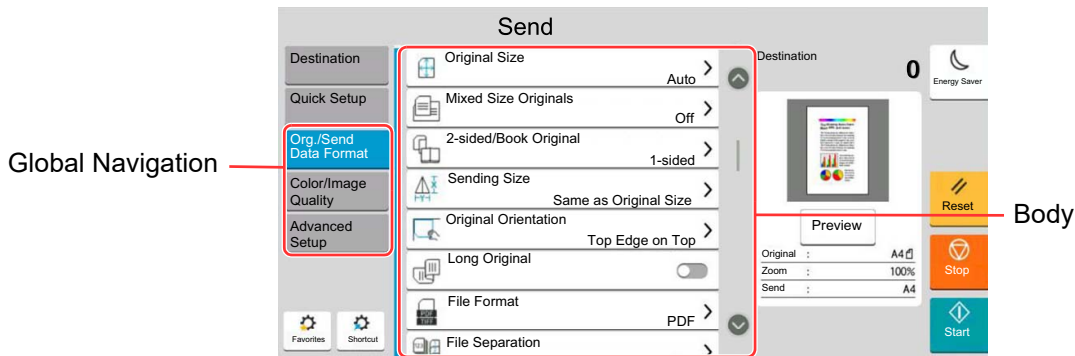 Send
Global Navigation
Destination
Quick Setup
Org./Send
Data Format
Color/Image
Quality
Advanced
Setup
Favorites
Shortcut
Original Size
Auto
Mixed Size Originals
Off
2-sided/Book Original
1-sided
Sending Size
Same as Original Size
Original Orientation
Top Edge on Top
Long Original
File Format
PDF
TIFF
PDF
File Separation
Destination
0
Preview
Original : A4
Zoom : 100%
Send : A4
Energy Saver
Reset
Stop
Start
Body